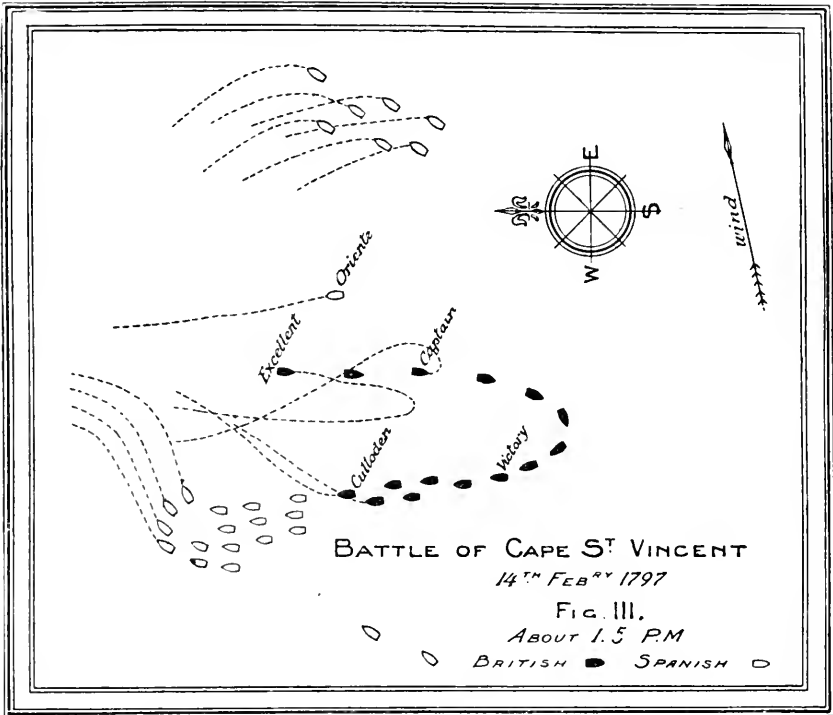 Oriente
E
S
W
wind
Excellent
Captain
Culloden
Victory
BATTLE OF CAPE ST. VINCENT
14TH FEBRY 1797
FIG. III.
ABOUT 1.5 P.M
BRITISH SPANISH